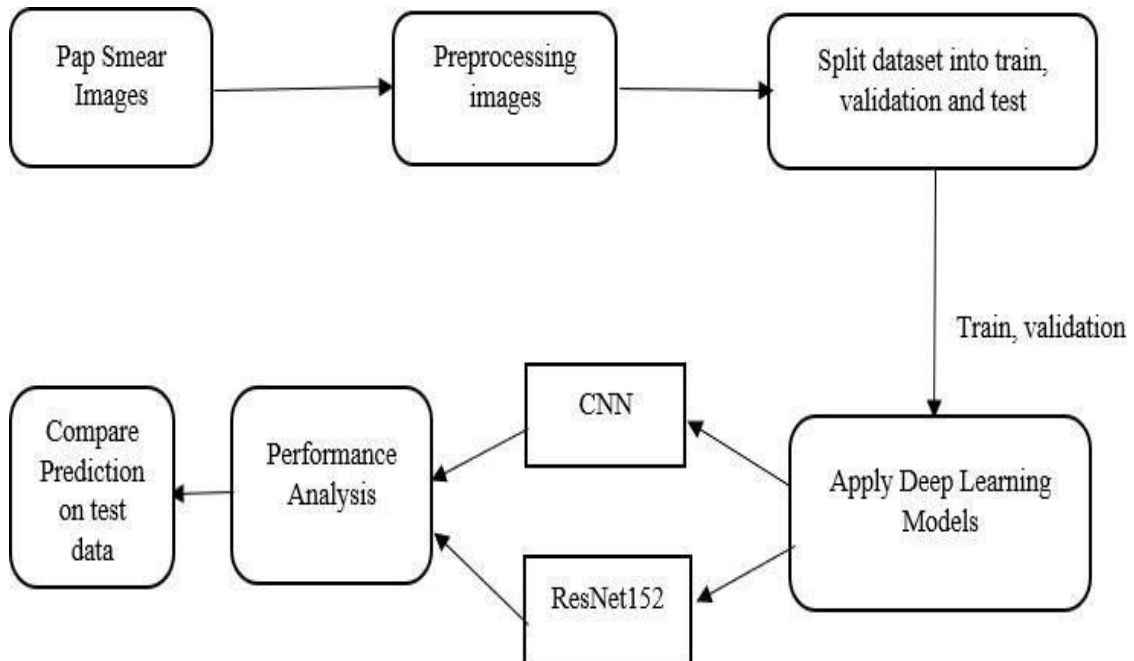 Pap Smear
Images
Preprocessing
images
Split dataset into train,
validation and test
Train, validation
Apply Deep Learning
Models
CNN
ResNet152
Performance
Analysis
Compare
Prediction
on test
data